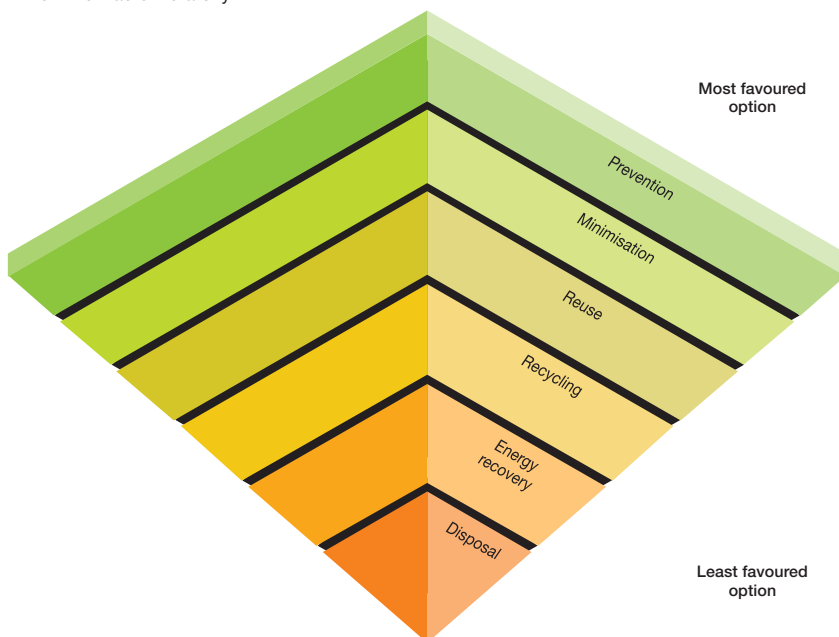 Most favoured
option
Prevention
Minimisation
Reuse
Recycling
Energy
recovery
Disposal
Least favoured
option